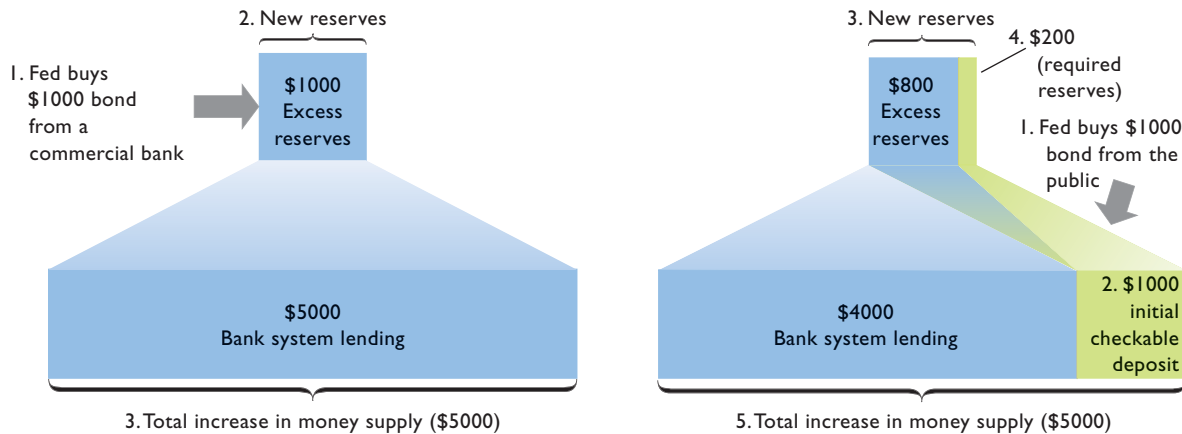 2. New reserves
1. Fed buys
$1000 bond
from a
commercial bank
$1000
Excess
reserves
$5000
Bank system lending
3. Total increase in money supply ($5000)
3. New reserves
4. $200
(required
reserves)
$800
Excess
reserves
1. Fed buys $1000
bond from the
public
$4000
Bank system lending
2. $1000
initial
checkable
deposit
5. Total increase in money supply ($5000)